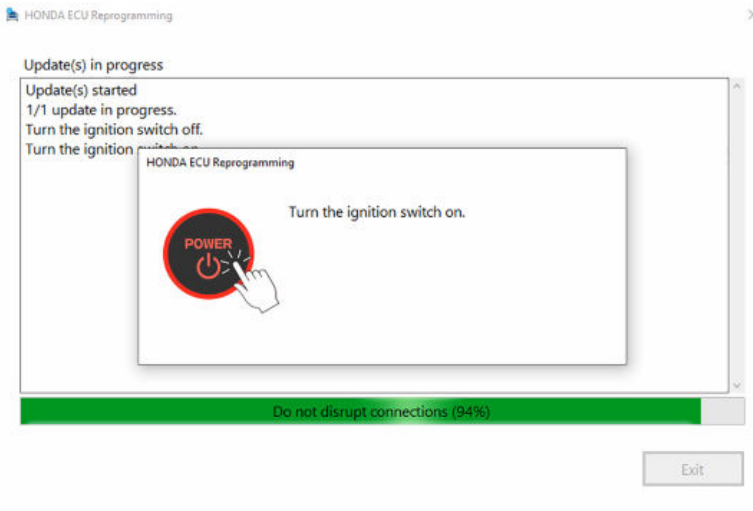 HONDA ECU Reprogramming
Update(s) in progress
Update(s) started
1/1 update in progress.
Turn the ignition switch off.
Turn the ignition
HONDA ECU Reprogramming
Turn the ignition switch on.
POWER
Do not disrupt connections (94%)
Exit